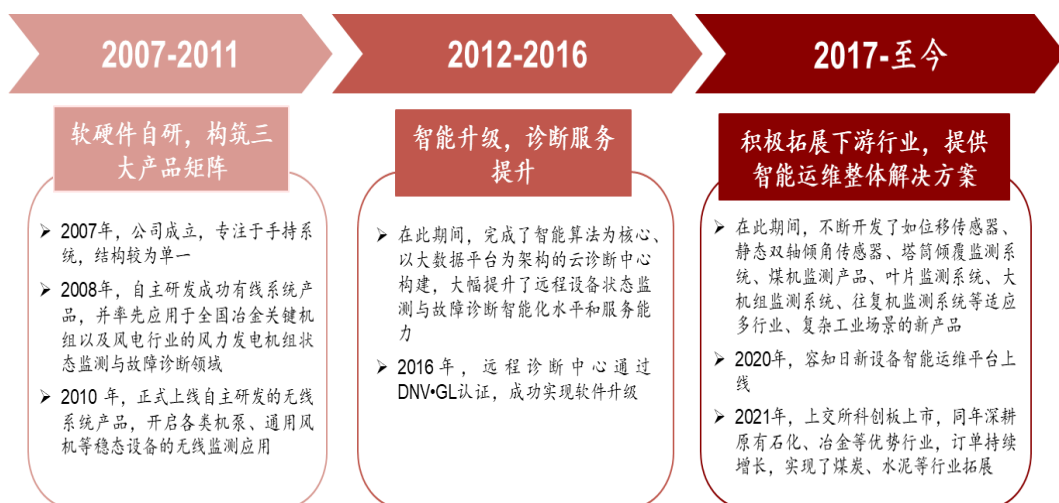 2007-2011
软硬件自研，构筑三
大产品矩阵
➢ 2007年，公司成立，专注于手持系
统，结构较为单一
➢ 2008年，自主研发成功有线系统产
品，并率先应用于全国冶金关键机
组以及风电行业的风力发电机组状
态监测与故障诊断领域
➢ 2010 年，正式上线自主研发的无线
系统产品，开启各类机泵、通用风
机等稳态设备的无线监测应用
2012-2016
智能升级，诊断服务
提升
➢ 在此期间，完成了智能算法为核心、
以大数据平台为架构的云诊断中心
构建，大幅提升了远程设备状态监
测与故障诊断智能化水平和服务能
力
➢ 2016年，远程诊断中心通过
DNV•GL认证，成功实现软件升级
2017-至今
积极拓展下游行业，提供
智能运维整体解决方案
➢ 在此期间，不断开发了如位移传感器、
静态双轴倾角传感器、塔筒倾覆监测系
统、煤机监测产品、叶片监测系统、大
机组监测系统、往复机监测系统等适应
多行业、复杂工业场景的新产品
➢ 2020年，容知日新设备智能运维平台上
线
➢ 2021年，上交所科创板上市，同年深耕
原有石化、冶金等优势行业，订单持续
增长，实现了煤炭、水泥等行业拓展